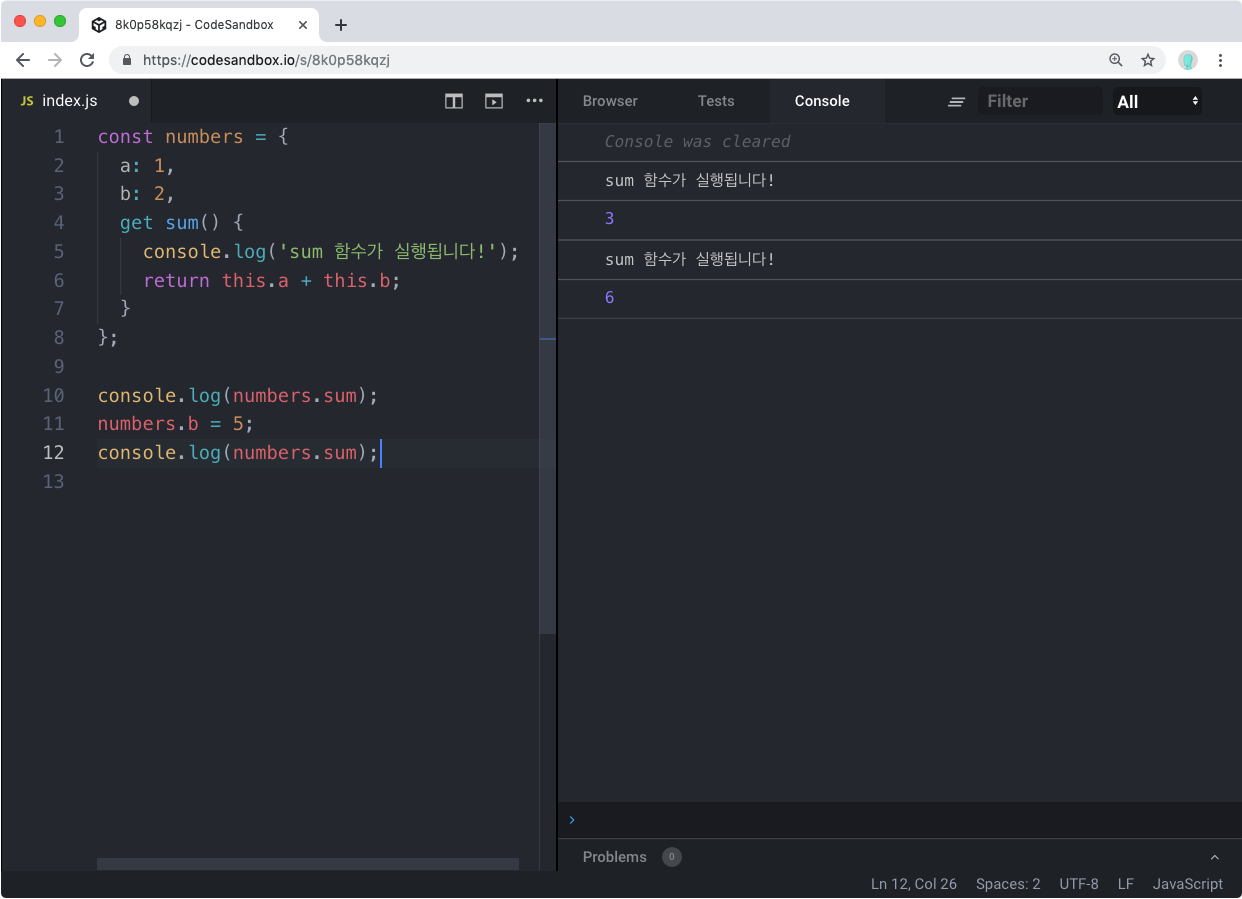 8k0p58kqzj - CodeSandbox
https://codesandbox.io/s/8k0p58kqzj
JS index.js
Browser Tests Console Filter All
1 const numbers = {
2 a: 1,
3 b: 2,
4 get sum() {
5 console.log('sum 함수가 실행됩니다!');
6 return this.a + this.b;
7 }
8 };
9
10 console.log(numbers.sum);
11 numbers.b = 5;
12 console.log(numbers.sum);
13
Console was cleared
sum 함수가 실행됩니다!
3
sum 함수가 실행됩니다!
6
Problems 0
Ln 12, Col 26 Spaces: 2 UTF-8 LF JavaScript